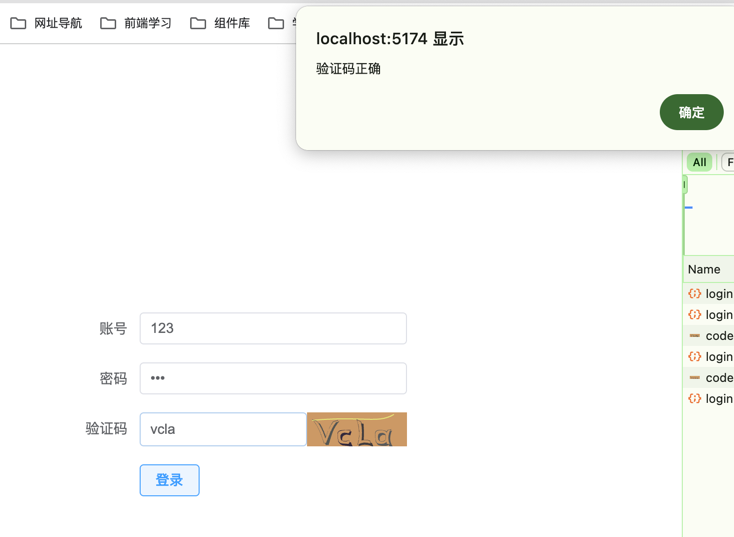 网址导航 前端学习 组件库
localhost:5174 显示
验证码正确
确定
All
Name
login
login
code
login
code
login
账号 123
密码 •••
验证码 vcla VcLa
登录